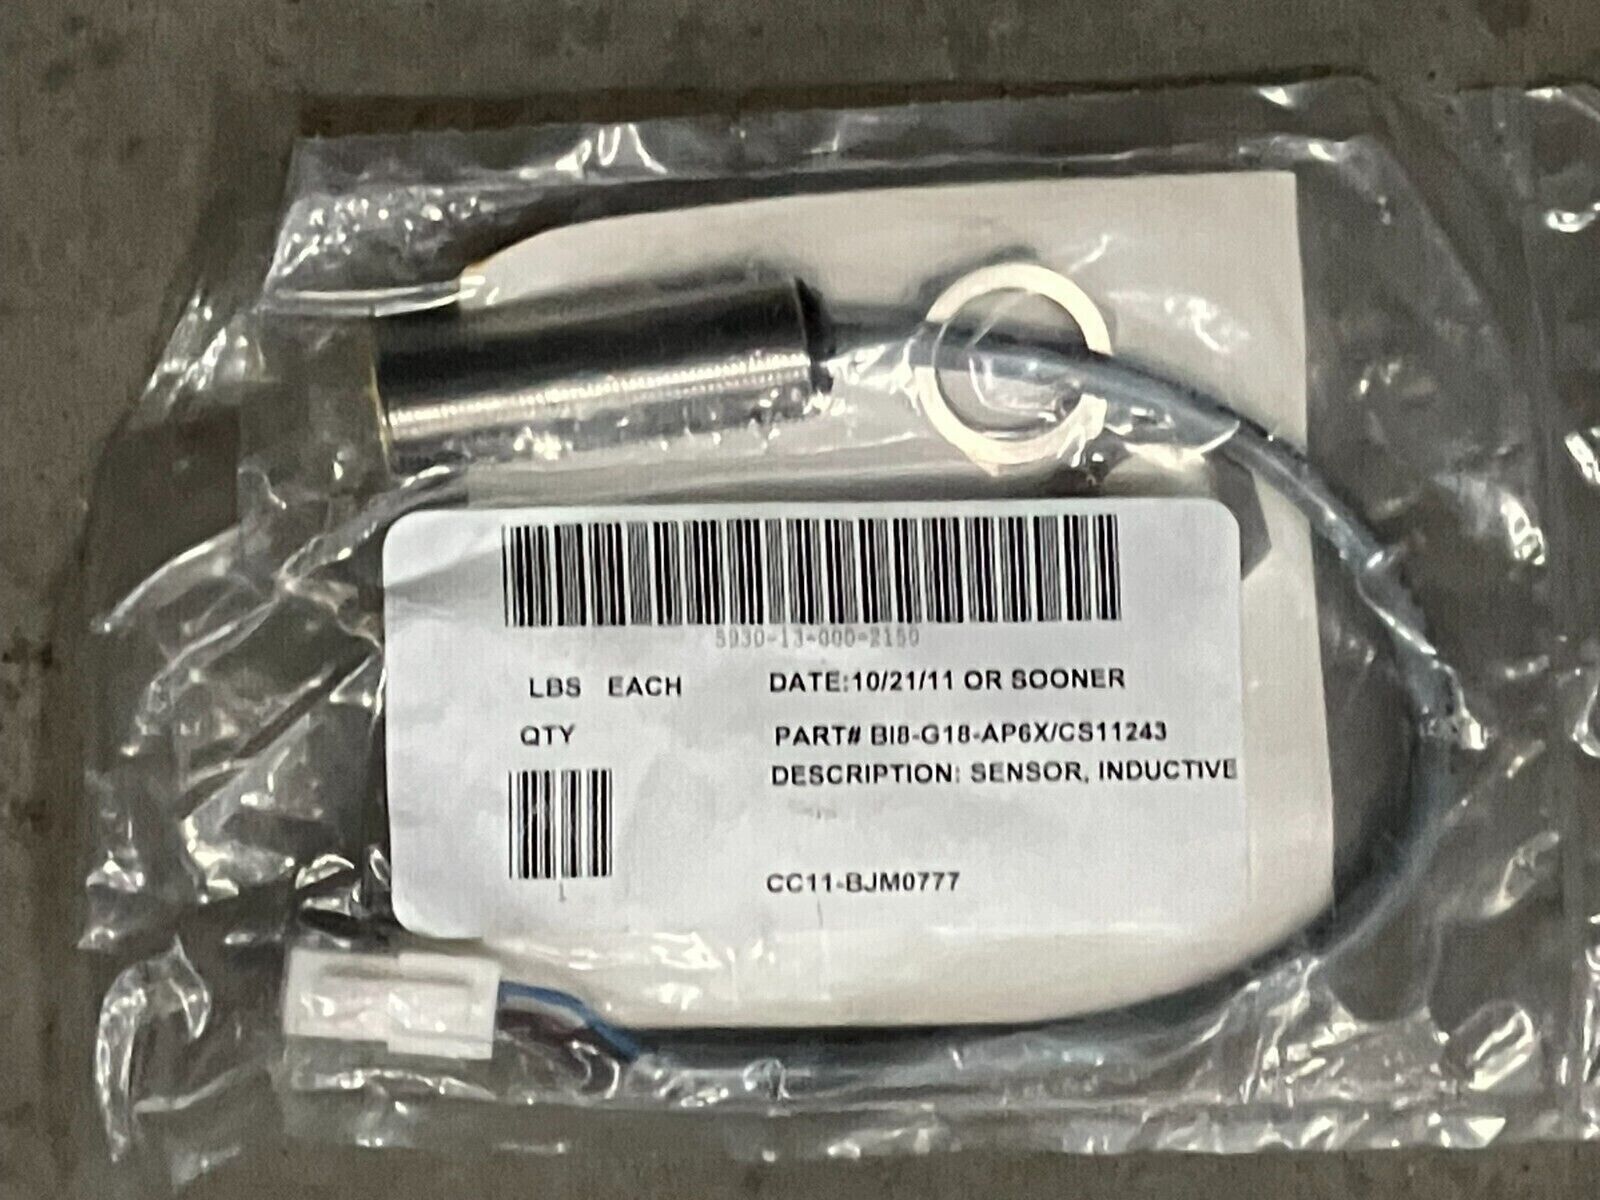 5930-13-000-2150
LBS EACH DATE:10/21/11 OR SOONER
QTY PART# BI8-G18-AP6X/CS11243
DESCRIPTION: SENSOR, INDUCTIVE
1 CC11-BJM0777